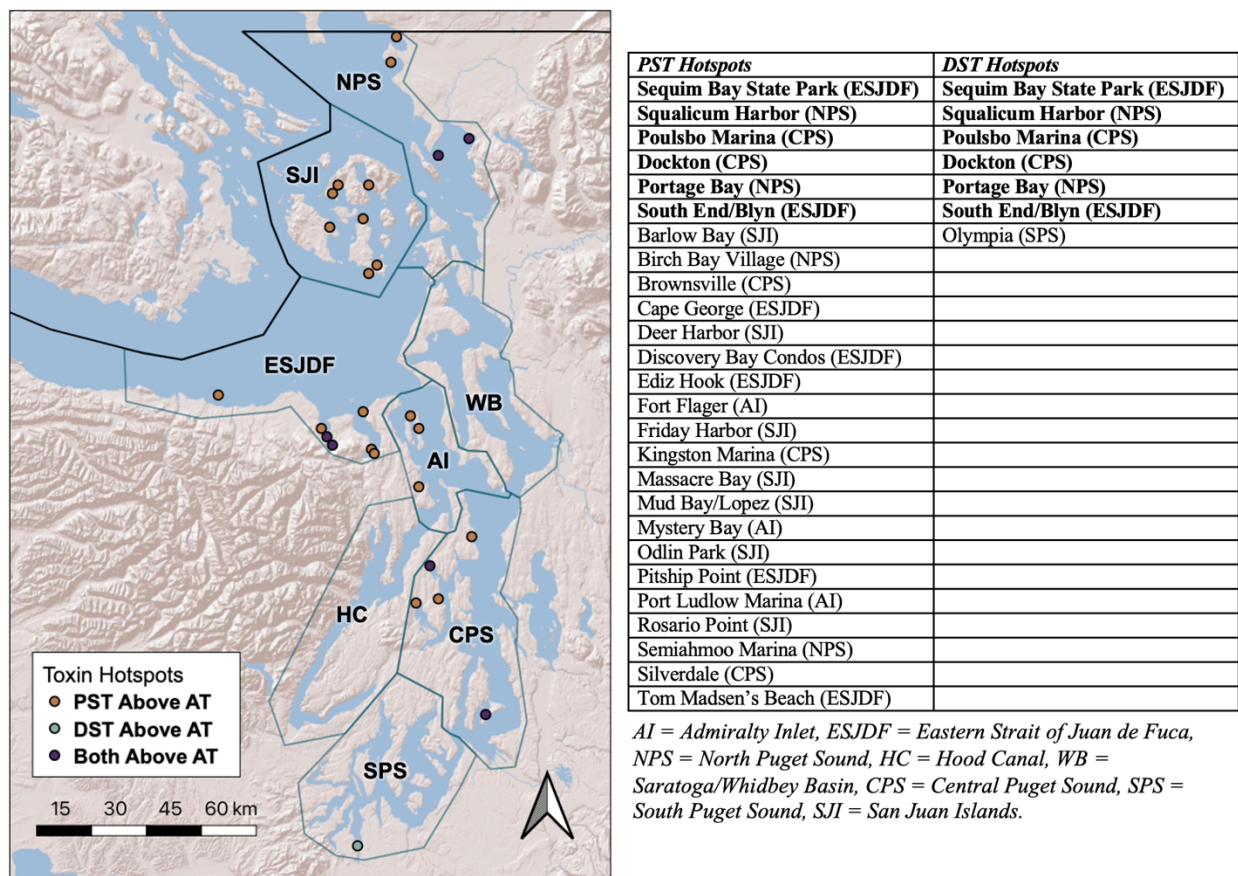 NPS
SJI
ESJDF
WB
AI
HC
CPS
SPS
Toxin Hotspots
PST Above AT
DST Above AT
Both Above AT
15 30 45 60 km
PST Hotspots DST Hotspots
Sequim Bay State Park (ESJDF) Sequim Bay State Park (ESJDF)
Squalicum Harbor (NPS) Squalicum Harbor (NPS)
Poulsbo Marina (CPS) Poulsbo Marina (CPS)
Dockton (CPS) Dockton (CPS)
Portage Bay (NPS) Portage Bay (NPS)
South End/Blyn (ESJDF) South End/Blyn (ESJDF)
Barlow Bay (SJI) Olympia (SPS)
Birch Bay Village (NPS)
Brownsville (CPS)
Cape George (ESJDF)
Deer Harbor (SJI)
Discovery Bay Condos (ESJDF)
Ediz Hook (ESJDF)
Fort Flager (AI)
Friday Harbor (SJI)
Kingston Marina (CPS)
Massacre Bay (SJI)
Mud Bay/Lopez (SJI)
Mystery Bay (AI)
Odlin Park (SJI)
Pitship Point (ESJDF)
Port Ludlow Marina (AI)
Rosario Point (SJI)
Semiahmoo Marina (NPS)
Silverdale (CPS)
Tom Madsen's Beach (ESJDF)
AI = Admiralty Inlet, ESJDF = Eastern Strait of Juan de Fuca,
NPS = North Puget Sound, HC = Hood Canal, WB =
Saratoga/Whidbey Basin, CPS = Central Puget Sound, SPS =
South Puget Sound, SJI = San Juan Islands.